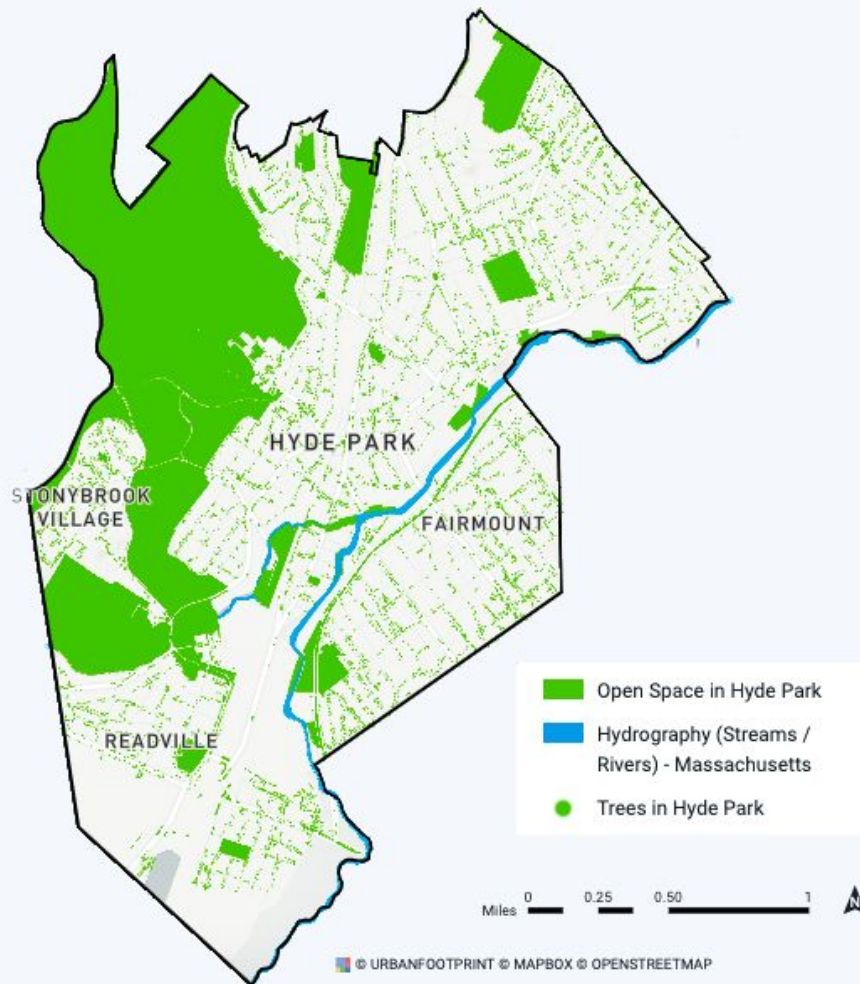 HYDE PARK
STONYBROOK
VILLAGE
FAIRMOUNT
READVILLE
Open Space in Hyde Park
Hydrography (Streams /
Rivers) - Massachusetts
Trees in Hyde Park
Miles 0 0.25 0.50 1
N
© URBANFOOTPRINT © MAPBOX © OPENSTREETMAP